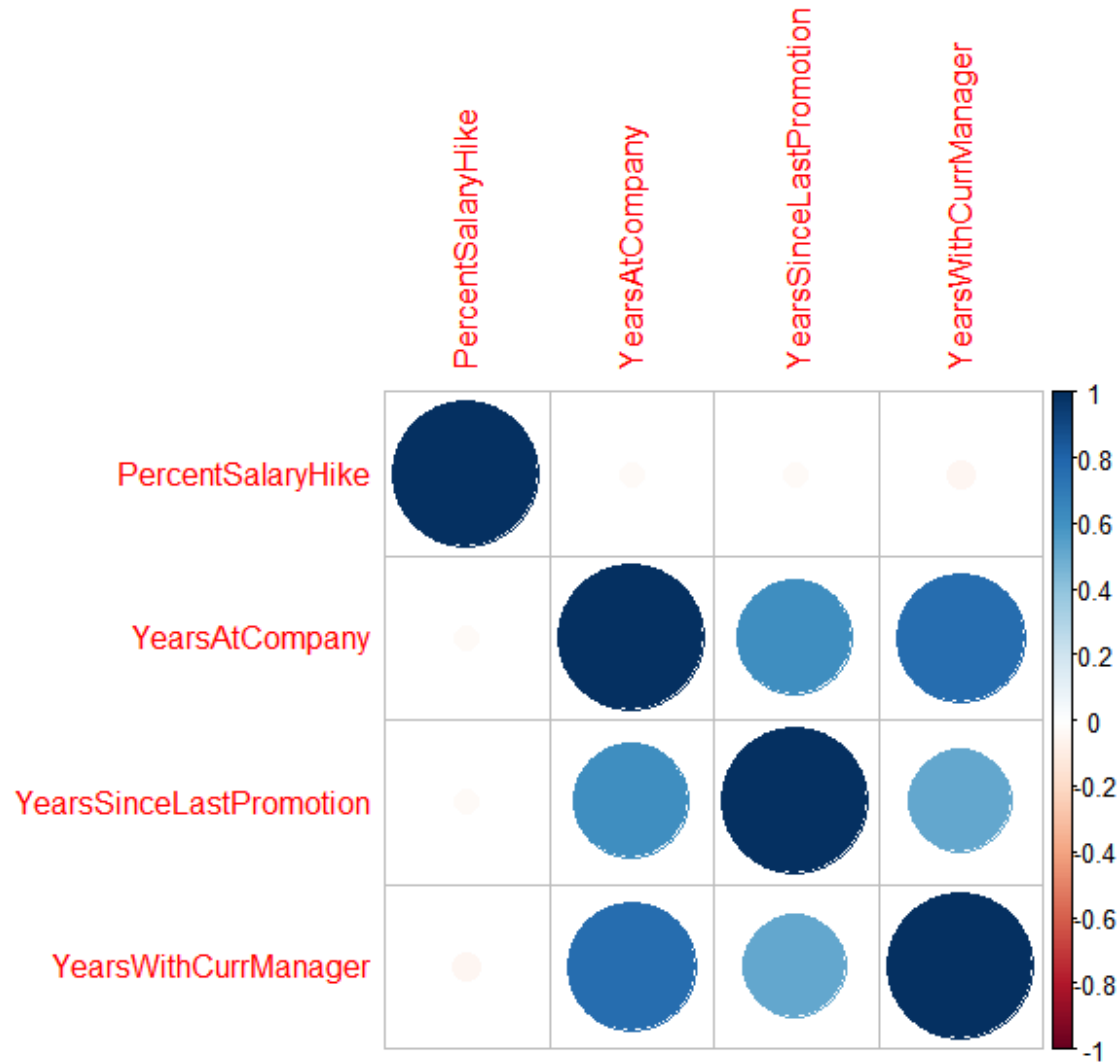 PercentSalaryHike
YearsAtCompany
YearsSinceLastPromotion
YearsWithCurrManager
PercentSalaryHike
YearsAtCompany
YearsSinceLastPromotion
YearsWithCurrManager
1
0.8
0.6
0.4
0.2
0
-0.2
-0.4
-0.6
-0.8
-1